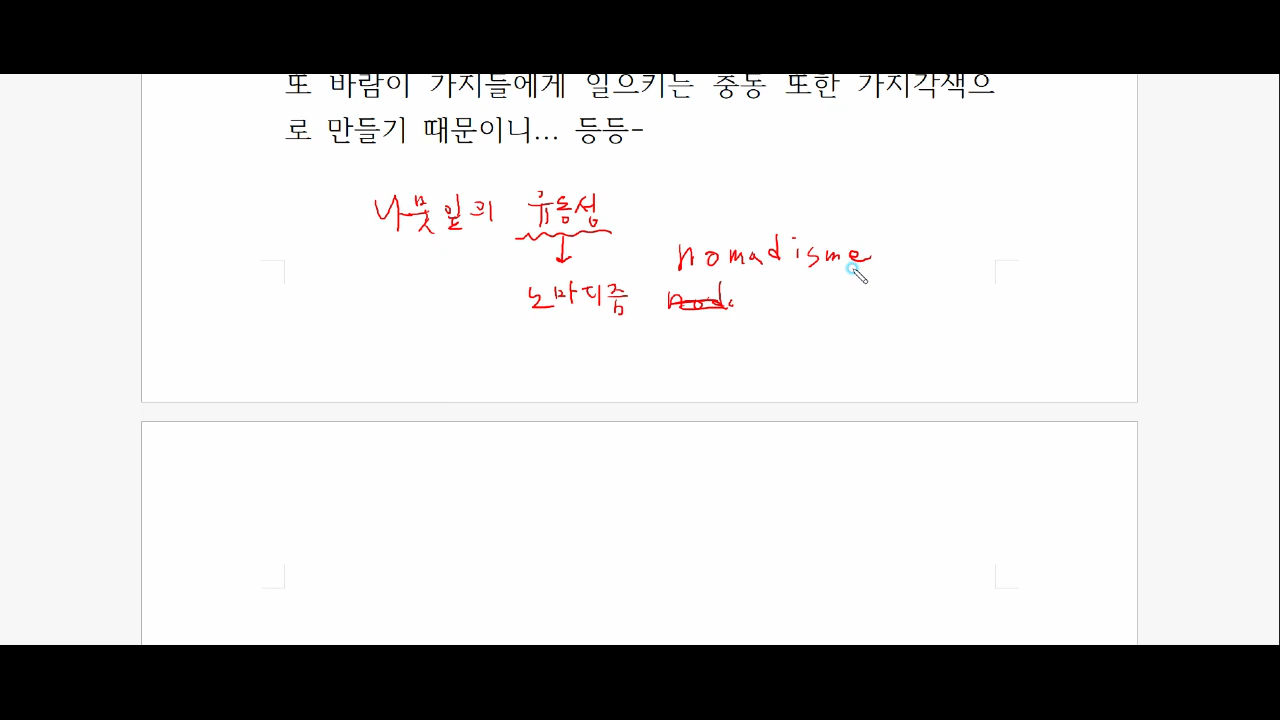 또 바람이 가지들에게 일으키는 충동 또한 가지각색으
로 만들기 때문이니... 등등-
나뭇잎의 유동성
nomadisme
노마디즘